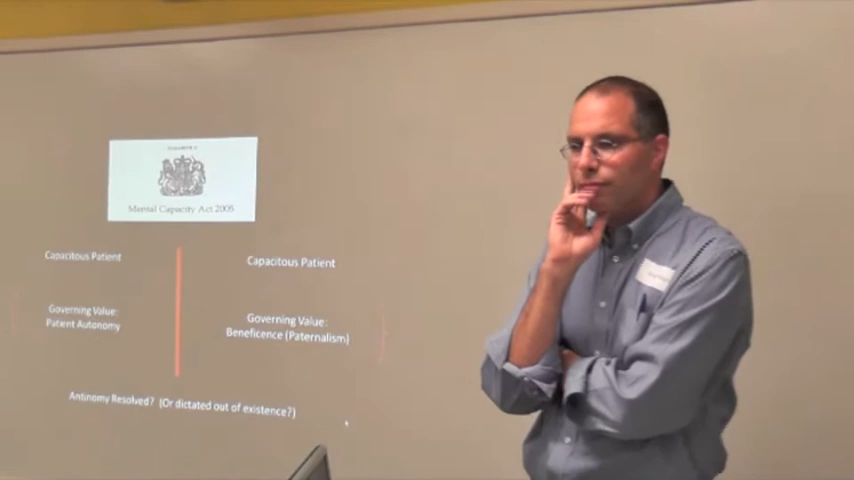 Mental Capacity Act 2005
Capacitous Patient
Capacitous Patient
Governing Value:
Patient Autonomy
Governing Value:
Beneficence (Paternalism)
Antinomy Resolved? (Or dictated out of existence?)